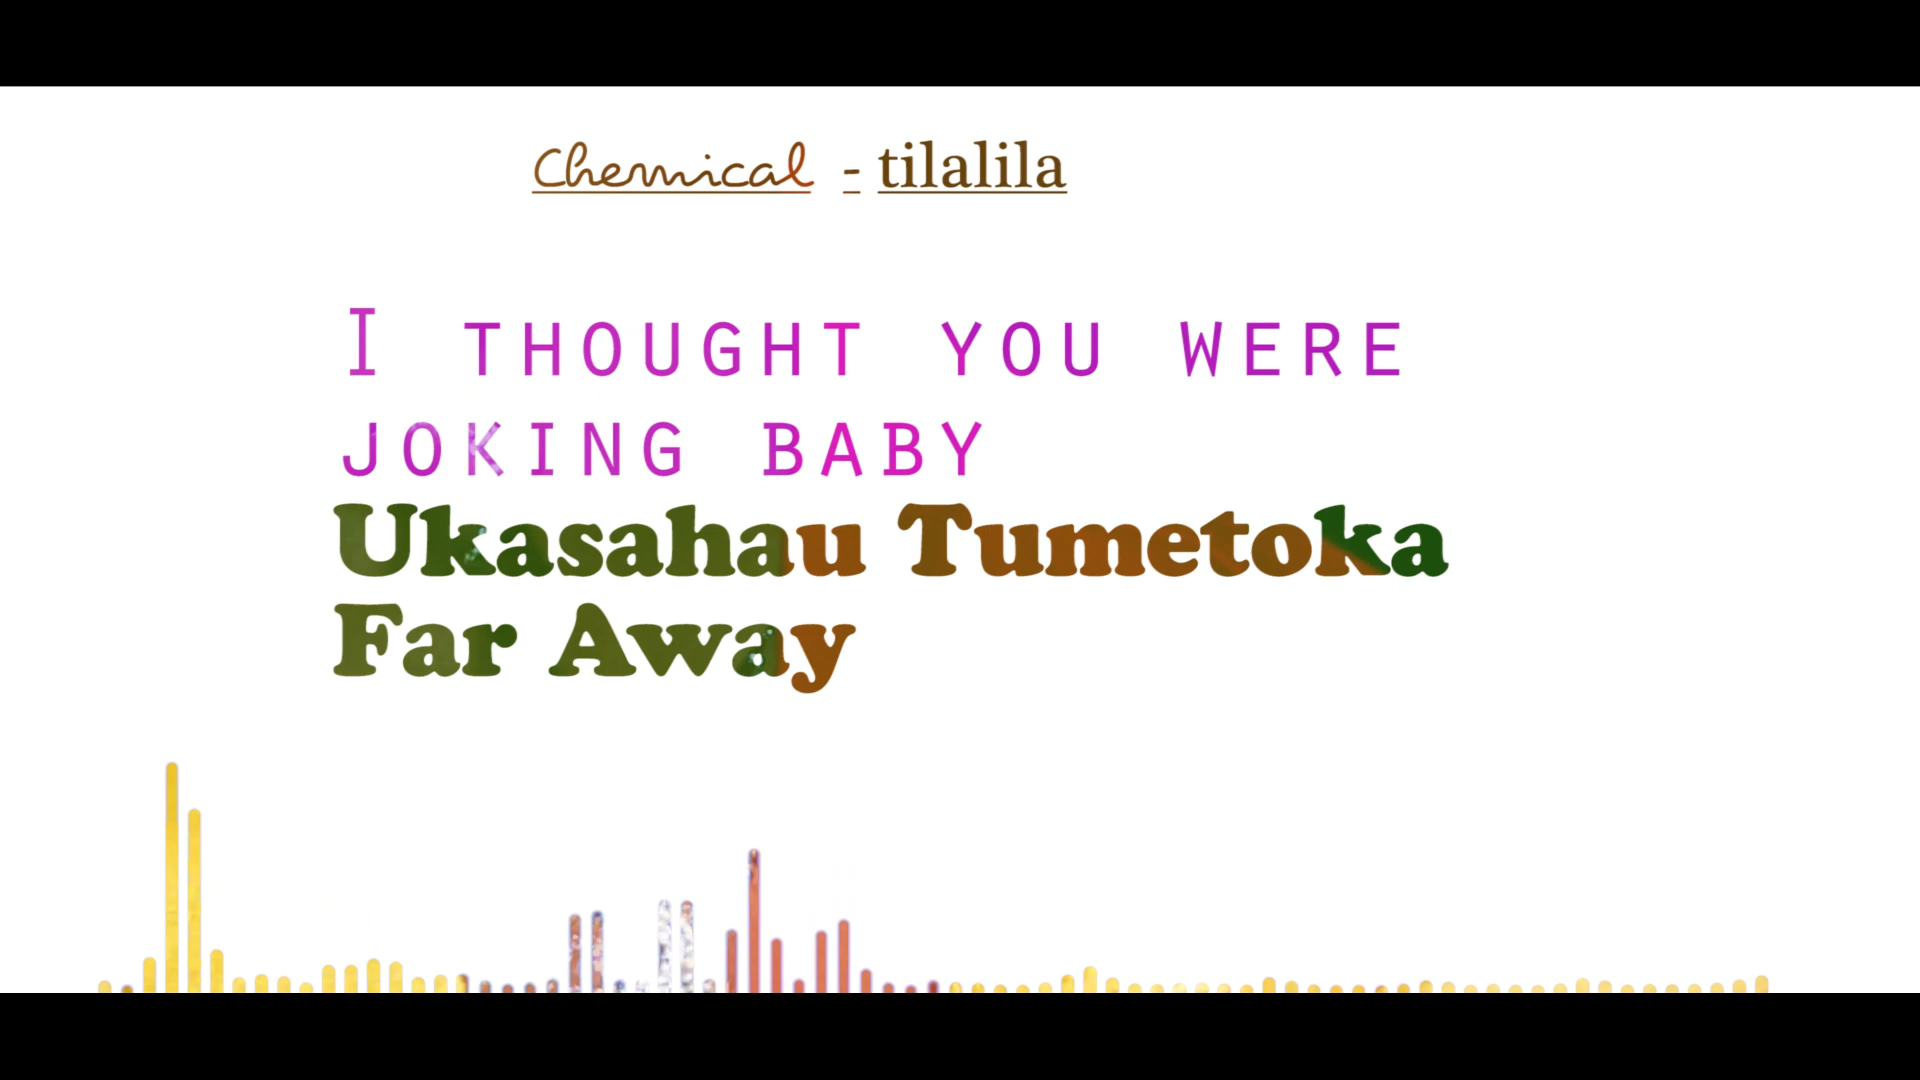 Chemical - tilalila
I THOUGHT YOU WERE
JOKING BABY
Ukasahau Tumetoka
Far Away